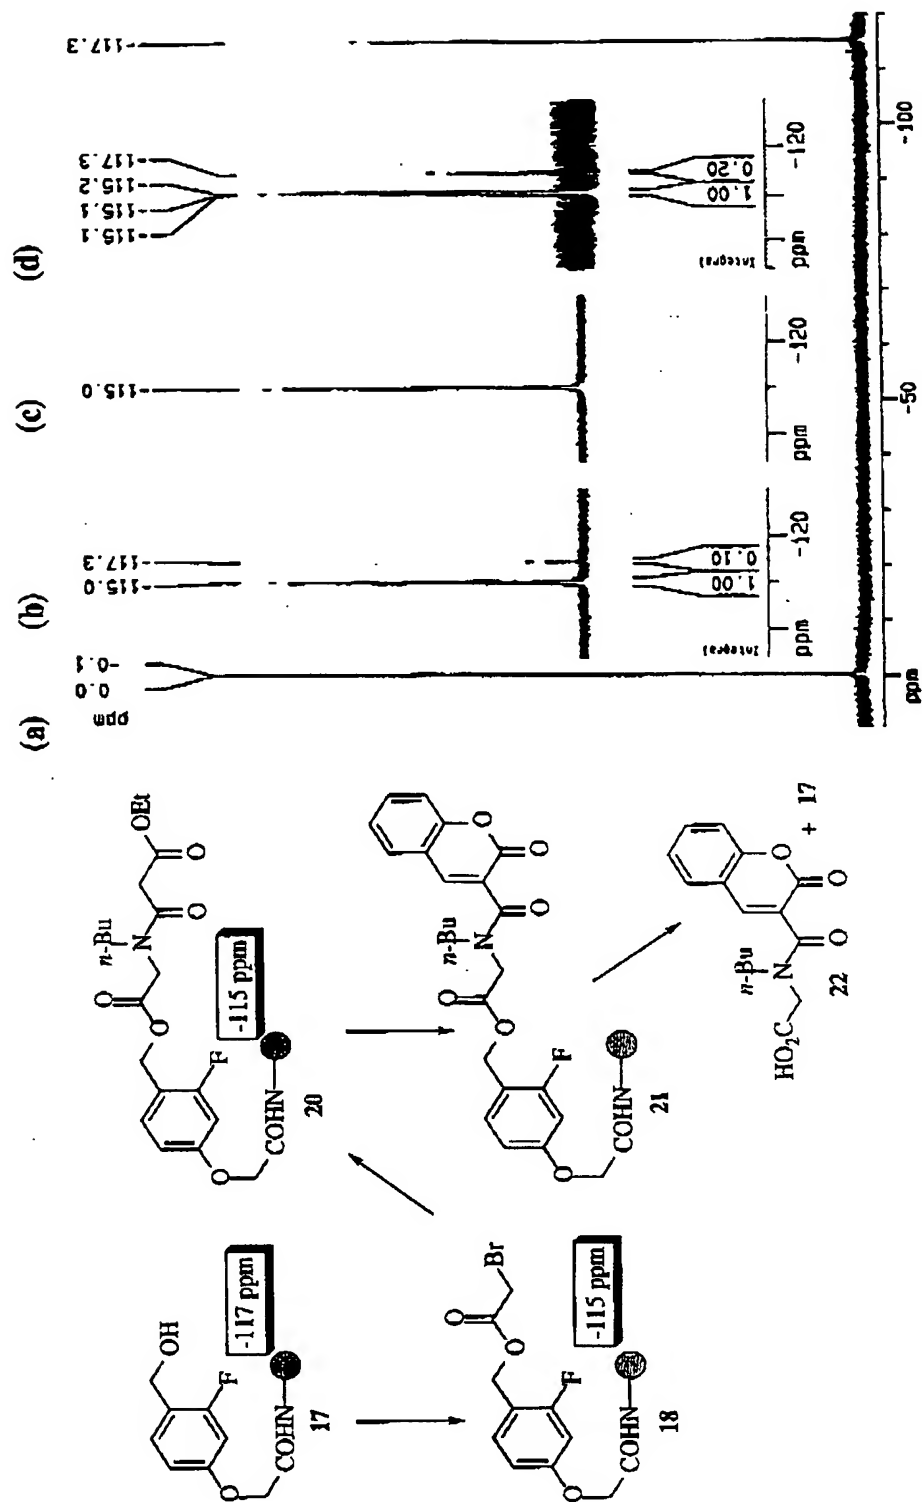 OH
F
O
COHN
-117 ppm
17
O
Br
O
F
O
COHN
-115 ppm
18
n-Bu
O
N
OEt
O
O
O
F
O
COHN
-115 ppm
20
n-Bu
O
N
O
O
O
O
F
O
COHN
21
n-Bu
HO₂C
N
O
O
O
22
+ 17
(a)
(b)
(c)
(d)
ppm
0.0
-0.1
-115.0
-117.3
-115.0
-115.1
-115.1
-115.2
-117.3
-117.3
Integral
1.00
0.10
ppm
-120
ppm
-120
Integral
1.00
0.20
ppm
-120
ppm
-50
-100